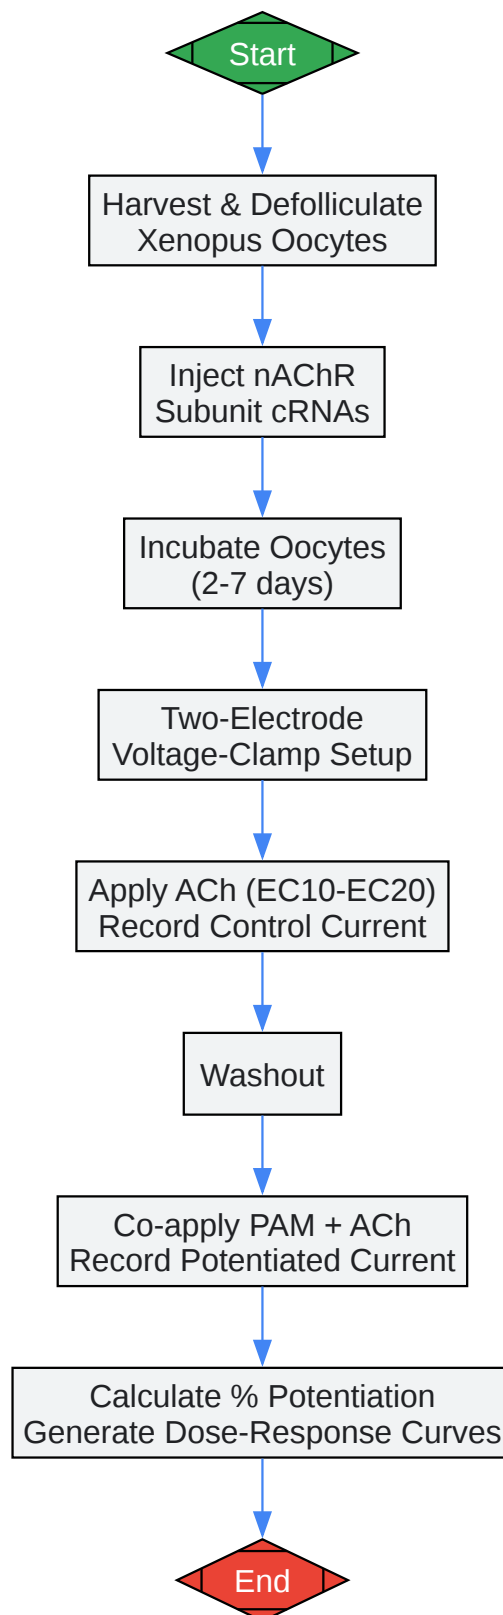 Start
Harvest & Defolliculate
Xenopus Oocytes
Inject nAChR
Subunit cRNAs
Incubate Oocytes
(2-7 days)
Two-Electrode
Voltage-Clamp Setup
Apply ACh (EC10-EC20)
Record Control Current
Washout
Co-apply PAM + ACh
Record Potentiated Current
Calculate % Potentiation
Generate Dose-Response Curves
End